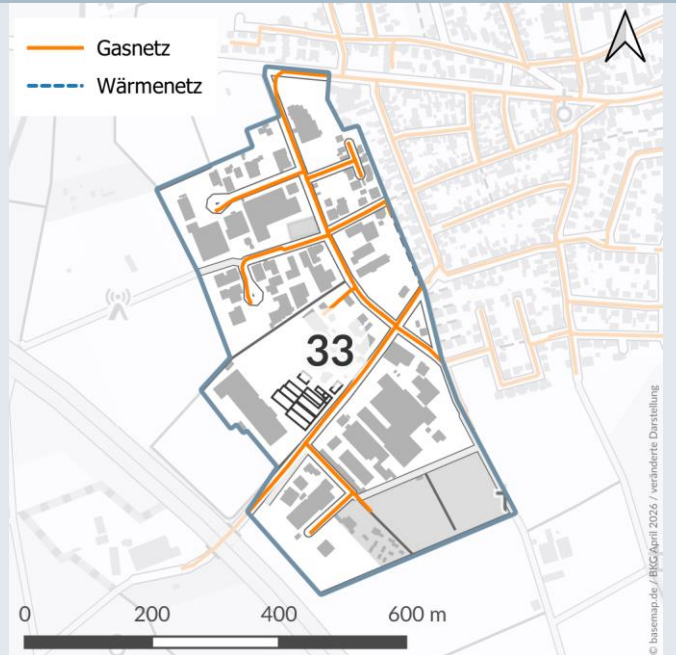 Gasnetz
Wärmenetz
33
0 200 400 600 m
© basemap.de / BKG April 2026 / veränderte Darstellung